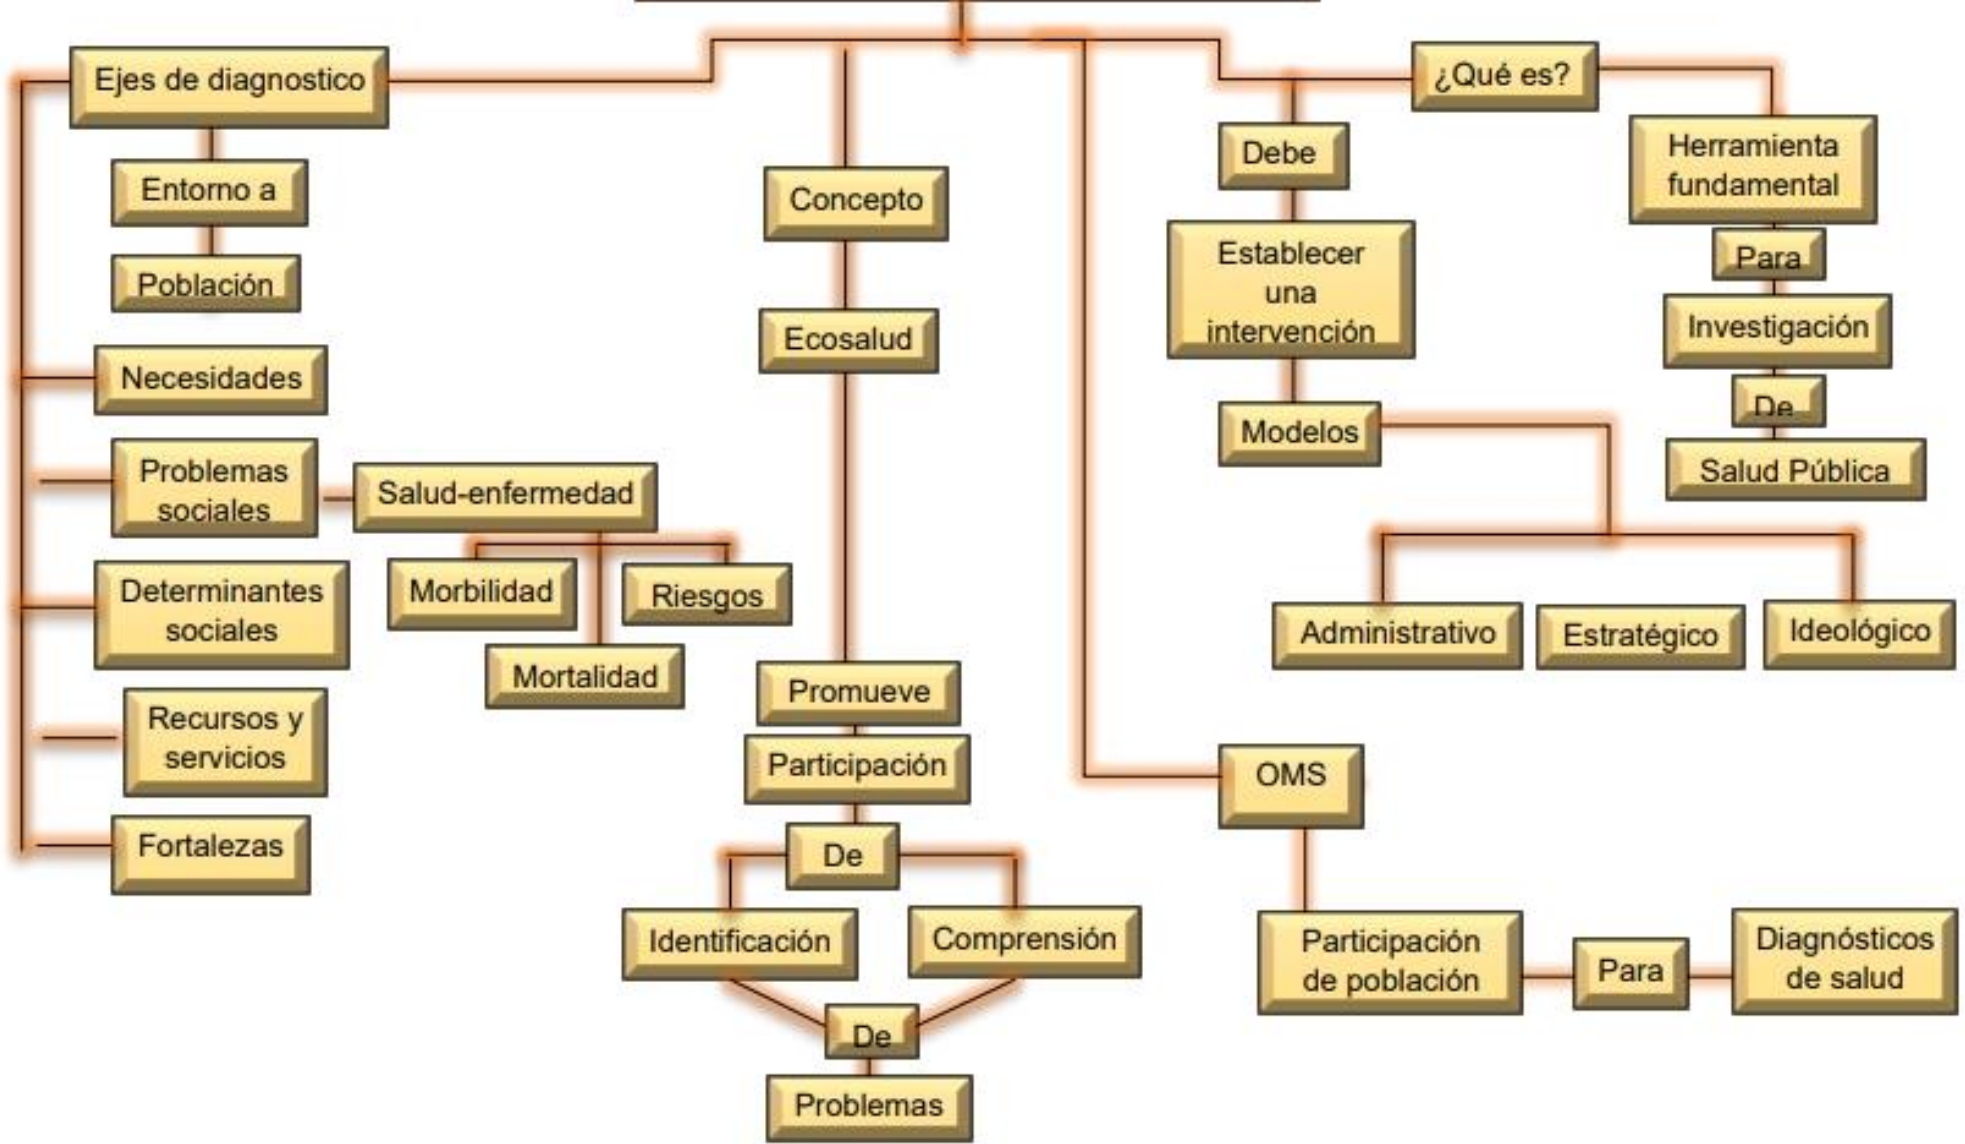 Ejes de diagnostico
Entorno a
Población
Necesidades
Problemas
sociales
Salud-enfermedad
Morbilidad
Riesgos
Mortalidad
Determinantes
sociales
Recursos y
servicios
Fortalezas
Concepto
Ecosalud
Promueve
Participación
De
Identificación
Comprensión
De
Problemas
¿Qué es?
Debe
Establecer
una
intervención
Modelos
Administrativo
Estratégico
Ideológico
Herramienta
fundamental
Para
Investigación
De
Salud Pública
OMS
Participación
de población
Para
Diagnósticos
de salud